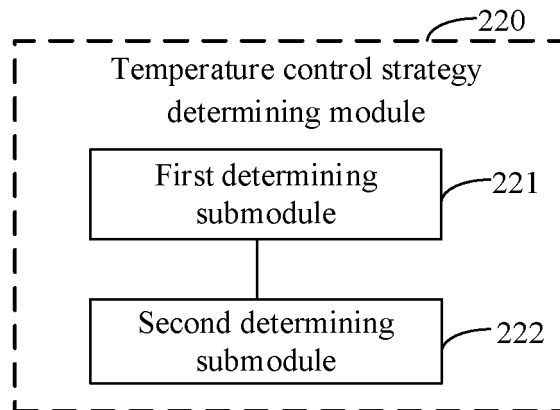 220
Temperature control strategy
determining module
First determining
submodule
221
Second determining
submodule
222